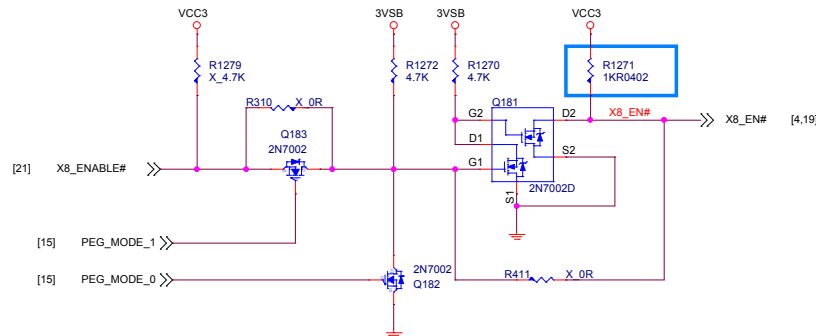 VCC3 3VSB 3VSB VCC3
R1279 X_4.7K
R1272 4.7K
R1270 4.7K
R1271 1KR0402
R310 X_0R
Q181
Q183
2N7002
G2 D2
X8_EN#
X8_EN# [4,19]
D1
S2
[21] X8_ENABLE#
G1
2N7002D
S1
[15] PEG_MODE_1
[15] PEG_MODE_0
2N7002
Q182
R411 X_0R